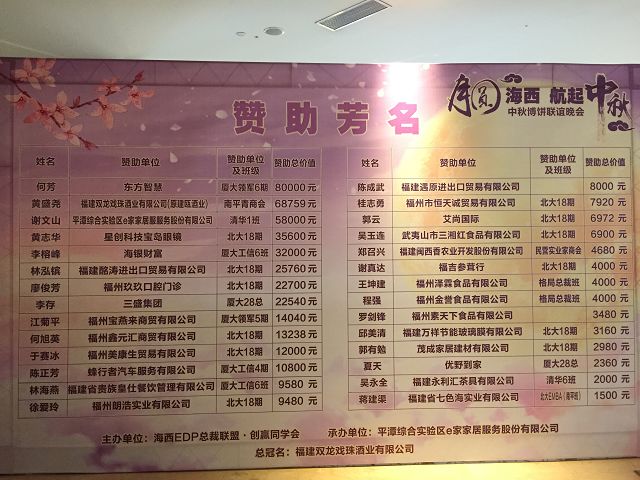 月圆 海西 航起 中秋
中秋博饼联谊晚会
赞助芳名
姓名 赞助单位 赞助单位及班级 赞助总价值
何芳 东方智慧 厦大领军6期 80000元
黄盛尧 福建双龙戏珠酒业有限公司(原建瓯酒业) 南平青商会 68759元
谢文山 平潭综合实验区e家家居服务股份有限公司 清华1班 58000元
黄志华 星创科技宝岛眼镜 北大18期 35600元
李榕峰 海银财富 厦大工信6班 32000元
林泓镔 福建酩涛进出口贸易有限公司 北大18期 25760元
廖俊芳 福州玖玖口腔门诊 北大18期 22700元
李存 三盛集团 厦大28总 22540元
江菊平 福州宝燕来商贸有限公司 厦大领军5期 14040元
何旭英 福州鑫元汇商贸有限公司 北大18期 13238元
于赛冰 福州美康生贸易有限公司 北大18期 12000元
陈正芳 蜂行者汽车服务有限公司 厦大工信4期 10800元
林海燕 福建省贵族皇仕餐饮管理有限公司 厦大工信6班 9580元
徐爱玲 福州朗浩实业有限公司 北大18期 9480元
姓名 赞助单位 赞助单位及班级 赞助总价值
陈成武 福建遇原进出口贸易有限公司 8000元
桂志勇 福州市恒天诚贸易有限公司 北大18期 7920元
郭云 艾尚国际 北大18期 6972元
吴玉连 武夷山市三湘红食品有限公司 北大18期 6900元
郑召兴 福建闽西香农业开发股份有限公司 民营实业家商会 4680元
谢真达 福吉参茸行 北大18期 4000元
王坤建 福州泽霖食品有限公司 格局总裁班 4000元
程强 福州金誉食品有限公司 格局总裁班 4000元
罗剑锋 福州素天下食品有限公司 3480元
邱美清 福建万祥节能玻璃膜有限公司 北大18期 3160元
郭有勉 茂成家居建材有限公司 北大18期 2980元
夏天 优野到家 厦大28总 2360元
吴永全 福建永利汇茶具有限公司 清华6班 2000元
蒋建渠 福建省七色海实业有限公司 北大EMBA(南平班) 1500元
主办单位：海西EDP总裁联盟·创赢同学会 承办单位：平潭综合实验区e家家居服务股份有限公司
总冠名：福建双龙戏珠酒业有限公司